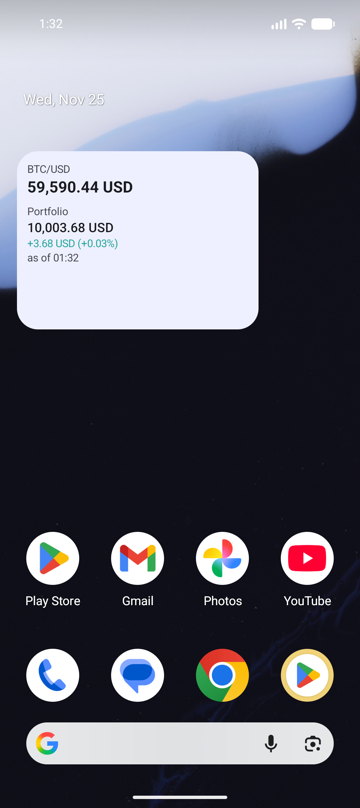 1:32
Wed, Nov 25
BTC/USD
59,590.44 USD
Portfolio
10,003.68 USD
+3.68 USD (+0.03%)
as of 01:32
Play Store
Gmail
Photos
YouTube